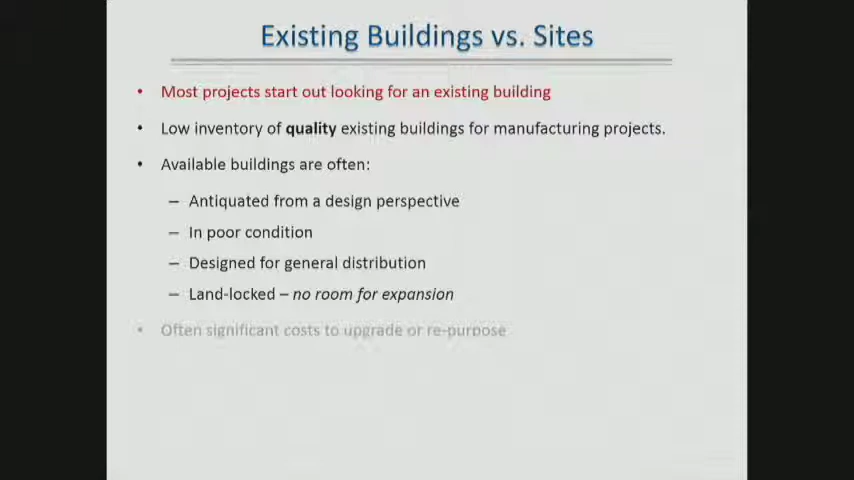 Existing Buildings vs. Sites
• Most projects start out looking for an existing building
• Low inventory of quality existing buildings for manufacturing projects.
• Available buildings are often:
– Antiquated from a design perspective
– In poor condition
– Designed for general distribution
– Land-locked – no room for expansion
• Often significant costs to upgrade or re-purpose